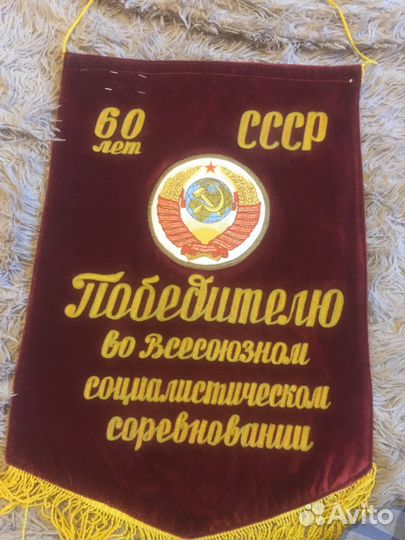 60 СССР
лет
Победителю
во Всесоюзном
социалистическом
соревновании
Avito